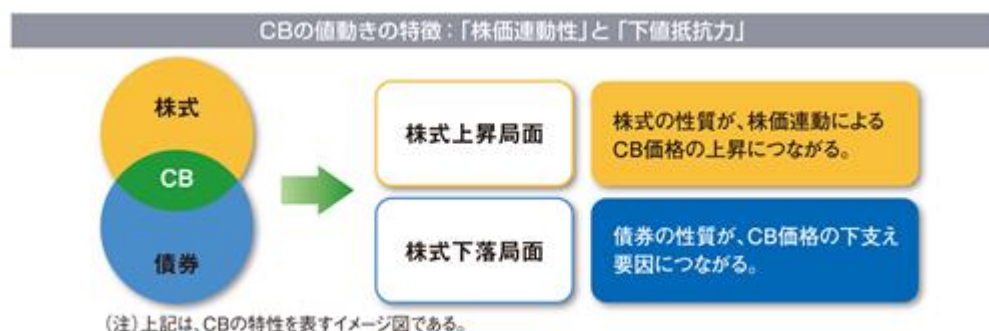 CBの値動きの特徴：「株価連動性」と「下値抵抗力」
株式
CB
債券
株式上昇局面
株式の性質が、株価連動による
CB価格の上昇につながる。
株式下落局面
債券の性質が、CB価格の下支え
要因につながる。
（注）上記は、CBの特性を表すイメージ図である。